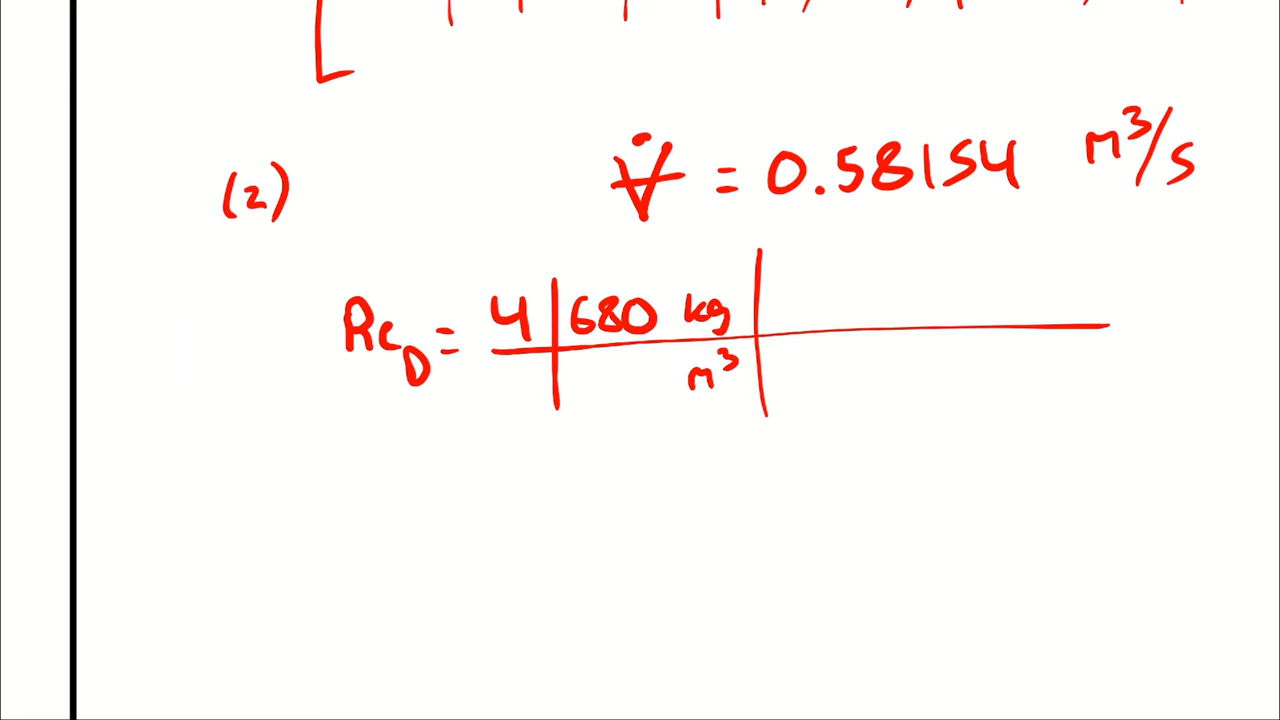 (2) V̇ = 0.58154 m³/s
Re_D = 4 | 680 kg
m³